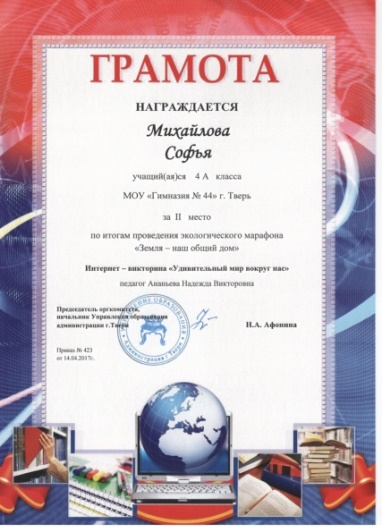 ГРАМОТА
НАГРАЖДАЕТСЯ
Михайлова
Софья
учащий(ая)ся 4 А класса
МОУ «Гимназия № 44» г. Тверь
за II место
по итогам проведения экологического марафона
«Земля – наш общий дом»
Интернет – викторина «Удивительный мир вокруг нас»
педагог Ананьева Надежда Викторовна
Председатель оргкомитета,
начальник Управления образования
администрации г.Твери
Н.А. Афонина
Приказ № 423
от 14.04.2017г.